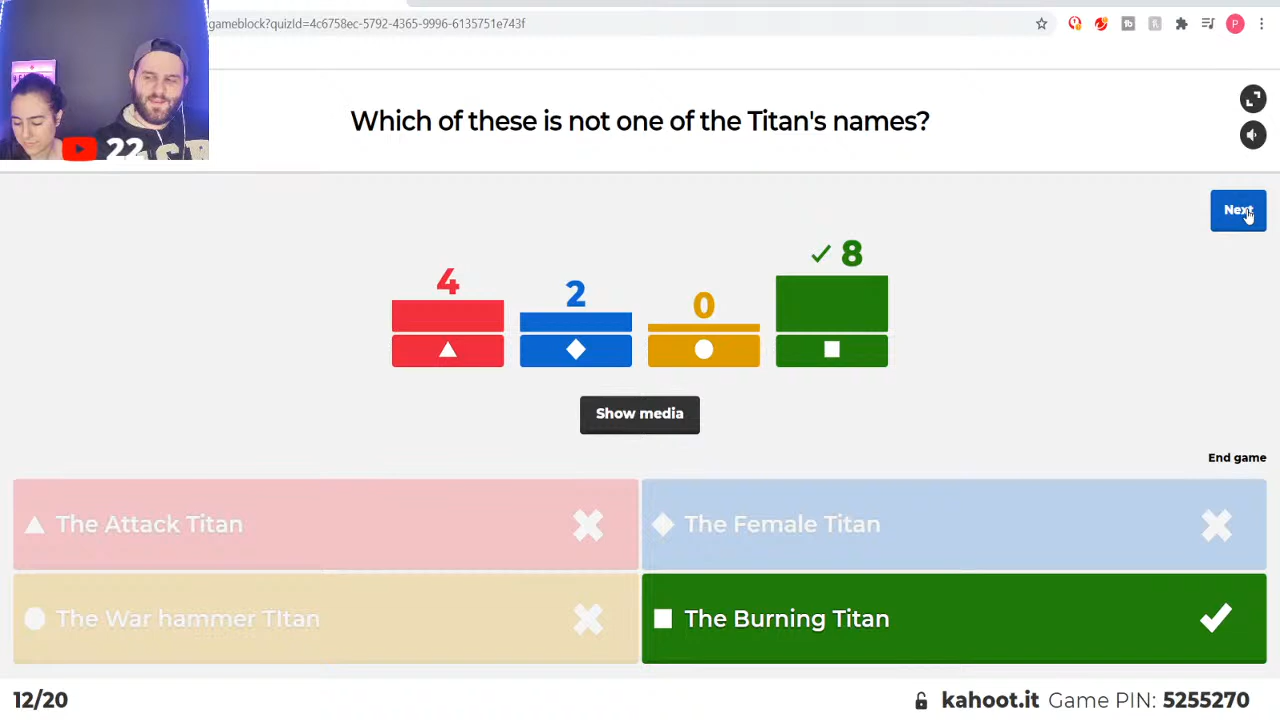 gameblock?quizId=4c6758ec-5792-4365-9996-6135751e743f
22
Which of these is not one of the Titan's names?
Next
4
2
0
8
Show media
End game
The Attack Titan
The Female Titan
The War hammer TItan
The Burning Titan
12/20
kahoot.it Game PIN: 5255270